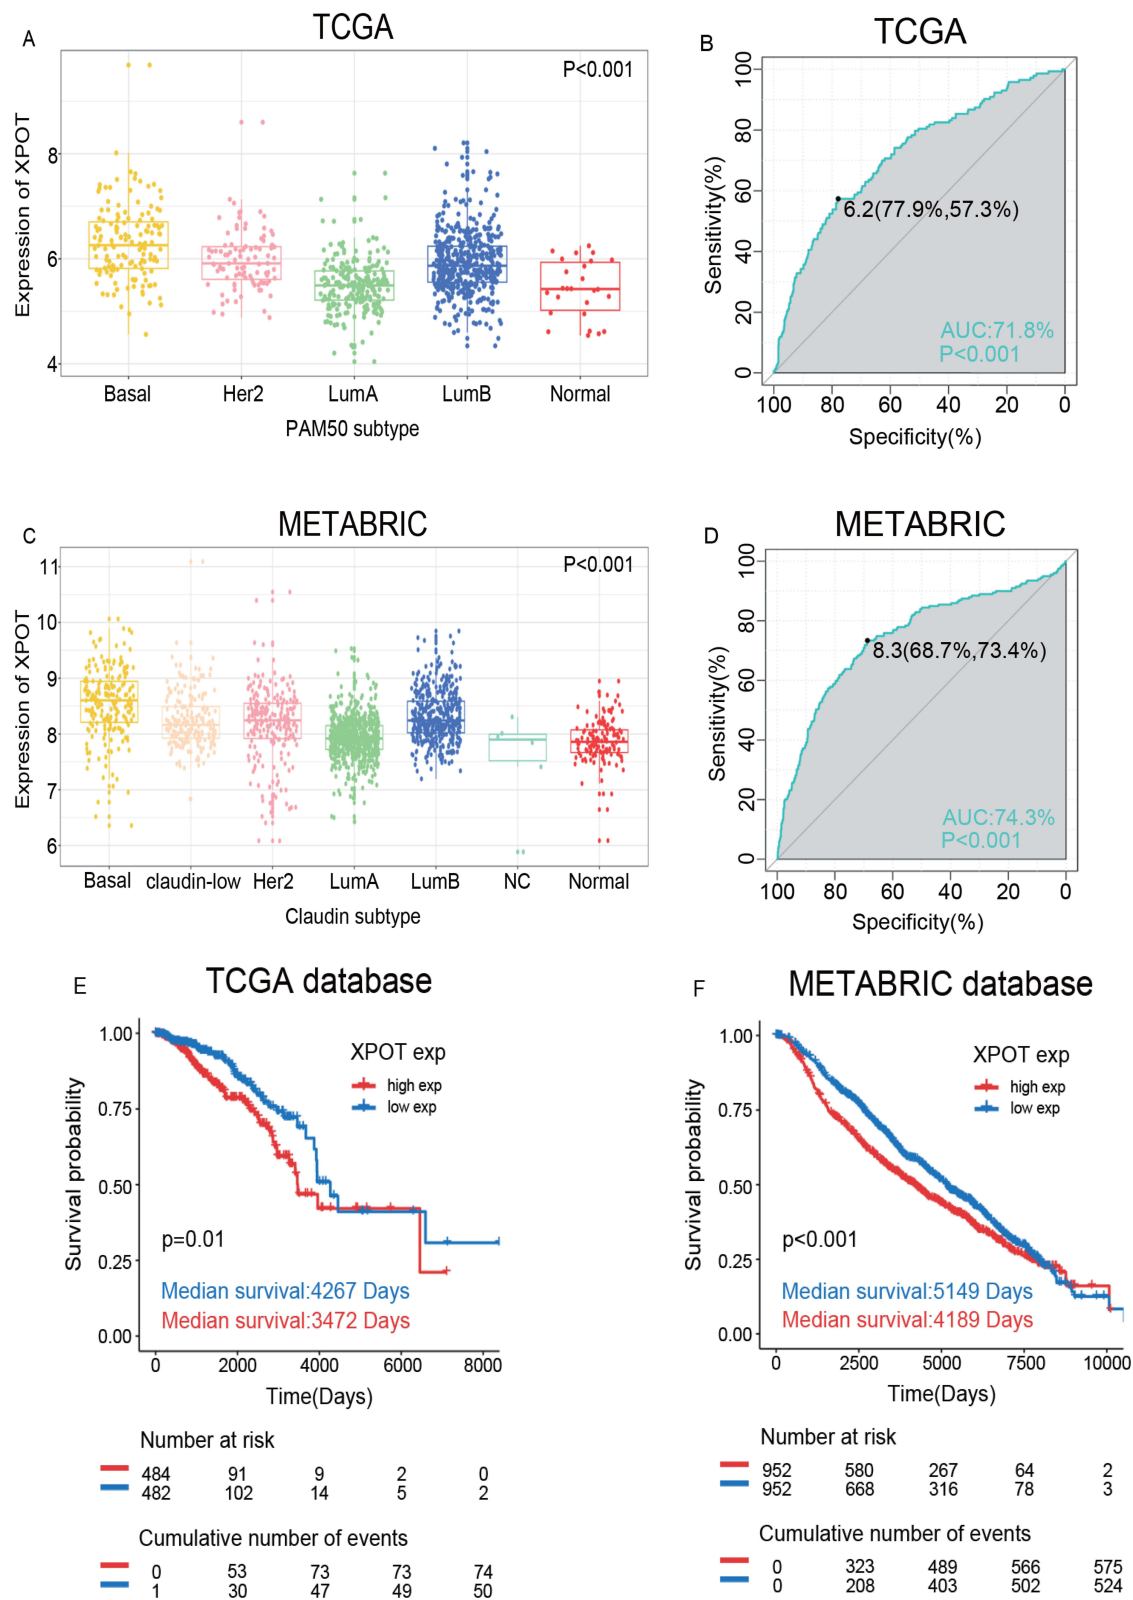 A
TCGA
P<0.001
Expression of XPOT
8
6
4
Basal Her2 LumA LumB Normal
PAM50 subtype
B
TCGA
Sensitivity(%)
100
80
60
40
20
0
6.2(77.9%,57.3%)
AUC:71.8%
P<0.001
100 80 60 40 20 0
Specificity(%)
C
METABRIC
P<0.001
Expression of XPOT
11
10
9
8
7
6
Basal claudin-low Her2 LumA LumB NC Normal
Claudin subtype
D
METABRIC
Sensitivity(%)
100
80
60
40
20
0
8.3(68.7%,73.4%)
AUC:74.3%
P<0.001
100 80 60 40 20 0
Specificity(%)
E
TCGA database
Survival probability
1.00
0.75
0.50
0.25
0.00
XPOT exp
high exp
low exp
p=0.01
Median survival:4267 Days
Median survival:3472 Days
0 2000 4000 6000 8000
Time(Days)
Number at risk
484 91 9 2 0
482 102 14 5 2
Cumulative number of events
0 53 73 73 74
1 30 47 49 50
F
METABRIC database
Survival probability
1.00
0.75
0.50
0.25
0.00
XPOT exp
high exp
low exp
p<0.001
Median survival:5149 Days
Median survival:4189 Days
0 2500 5000 7500 10000
Time(Days)
Number at risk
952 580 267 64 2
952 668 316 78 3
Cumulative number of events
0 323 489 566 575
0 208 403 502 524